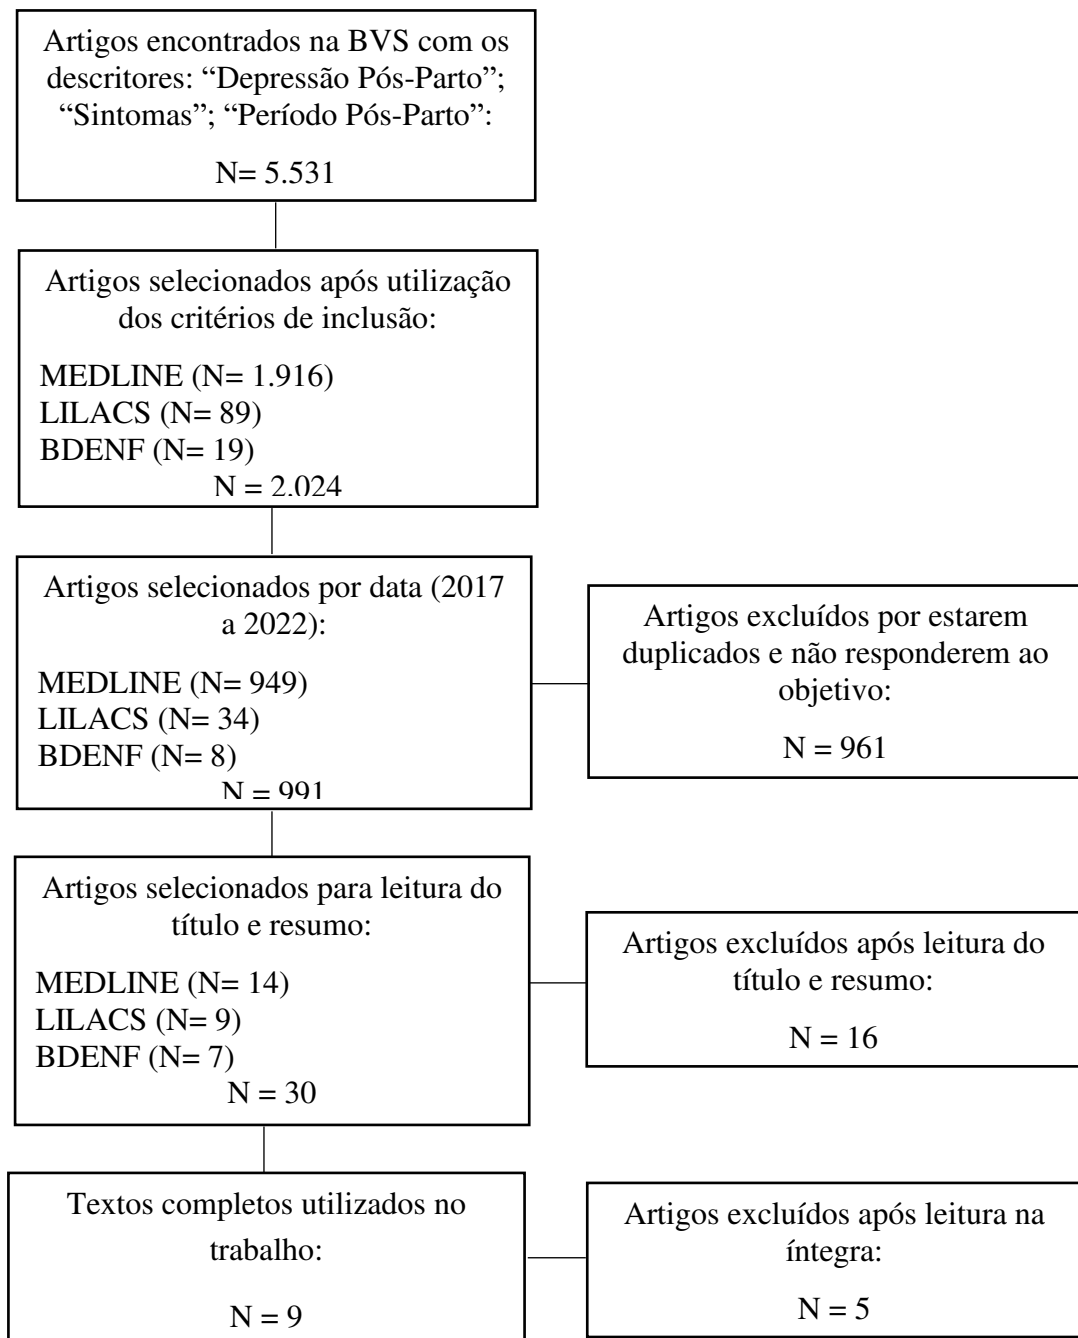 Artigos encontrados na BVS com os
descritores: “Depressão Pós-Parto”;
“Sintomas”; “Período Pós-Parto”:
N= 5.531
Artigos selecionados após utilização
dos critérios de inclusão:
MEDLINE (N= 1.916)
LILACS (N= 89)
BDENF (N= 19)
N = 2.024
Artigos selecionados por data (2017
a 2022):
MEDLINE (N= 949)
LILACS (N= 34)
BDENF (N= 8)
N = 991
Artigos excluídos por estarem
duplicados e não responderem ao
objetivo:
N = 961
Artigos selecionados para leitura do
título e resumo:
MEDLINE (N= 14)
LILACS (N= 9)
BDENF (N= 7)
N = 30
Artigos excluídos após leitura do
título e resumo:
N = 16
Textos completos utilizados no
trabalho:
N = 9
Artigos excluídos após leitura na
íntegra:
N = 5